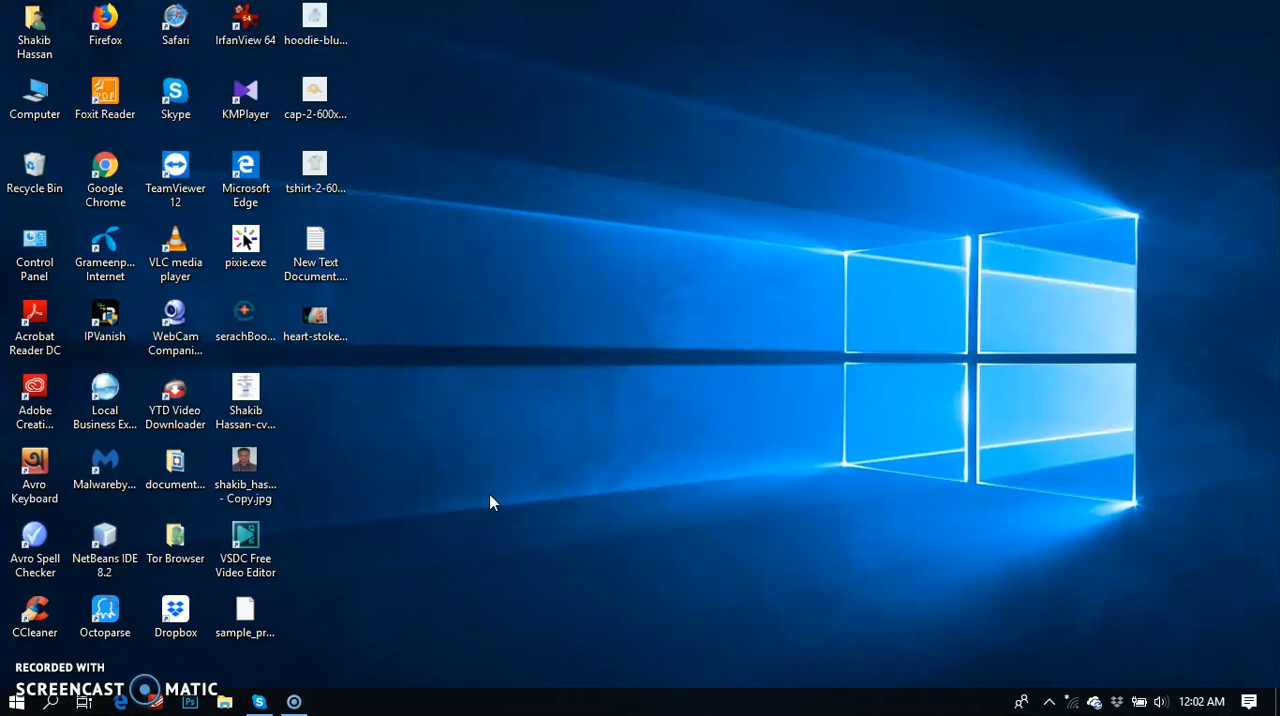 Shakib
Hassan
Firefox
Safari
IrfanView 64
hoodie-blu...
Computer
Foxit Reader
Skype
KMPlayer
cap-2-600x...
Recycle Bin
Google
Chrome
TeamViewer
12
Microsoft
Edge
tshirt-2-60...
Control
Panel
Grameenp...
Internet
VLC media
player
pixie.exe
New Text
Document....
Acrobat
Reader DC
IPVanish
WebCam
Compani...
serachBoo...
heart-stoke...
Adobe
Creati...
Local
Business Ex...
YTD Video
Downloader
Shakib
Hassan-cv...
Avro
Keyboard
Malwareby...
document...
shakib_has...
- Copy.jpg
Avro Spell
Checker
NetBeans IDE
8.2
Tor Browser
VSDC Free
Video Editor
CCleaner
Octoparse
Dropbox
sample_pr...
RECORDED WITH
SCREENCAST MATIC
12:02 AM